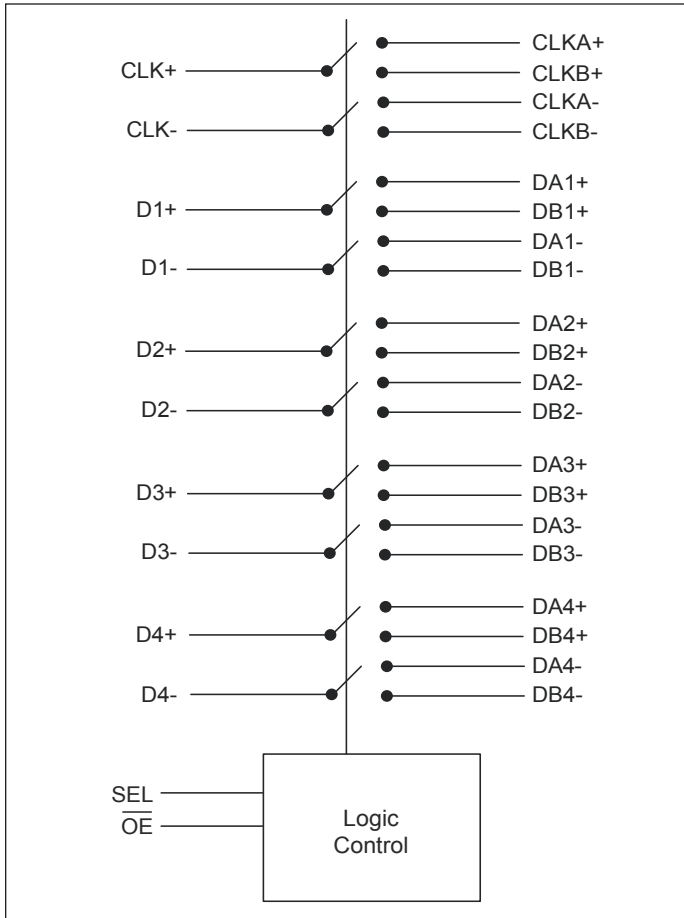 CLKA+
CLK+
CLKB+
CLKA-
CLK-
CLKB-
DA1+
D1+
DB1+
DA1-
D1-
DB1-
DA2+
D2+
DB2+
DA2-
D2-
DB2-
DA3+
D3+
DB3+
DA3-
D3-
DB3-
DA4+
D4+
DB4+
DA4-
D4-
DB4-
SEL
O̅E̅
Logic
Control